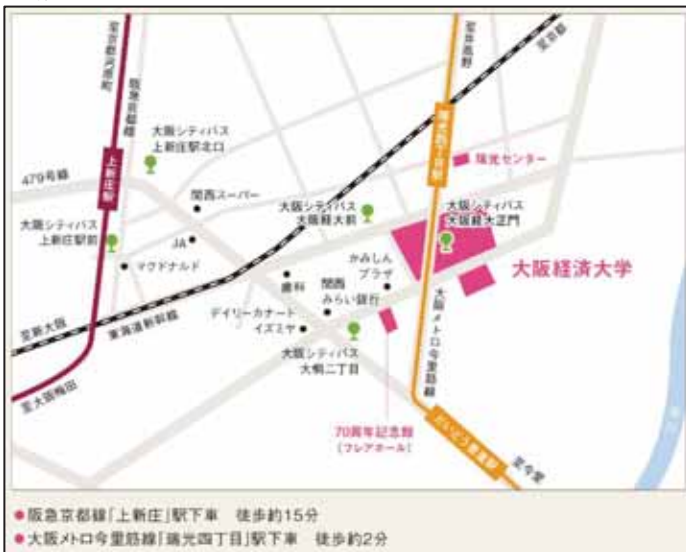 至京都河原町
阪急京都線
上新庄駅
479号線
大阪シティバス
上新庄駅北口
大阪シティバス
上新庄駅前
関西スーパー
JA
マクドナルド
至新大阪
東海道新幹線
至大阪梅田
至京都
至井高野
瑞光四丁目駅
瑞光センター
大阪シティバス
大阪経大前
大阪シティバス
大阪経大正門
大阪経済大学
かみしん
プラザ
歯科
関西
みらい銀行
デイリーカナート
イズミヤ
大阪シティバス
大桐二丁目
大阪メトロ今里筋線
70周年記念館
(フレアホール)
だいどう豊里駅
至今里
●阪急京都線「上新庄」駅下車 徒歩約15分
●大阪メトロ今里筋線「瑞光四丁目」駅下車 徒歩約2分